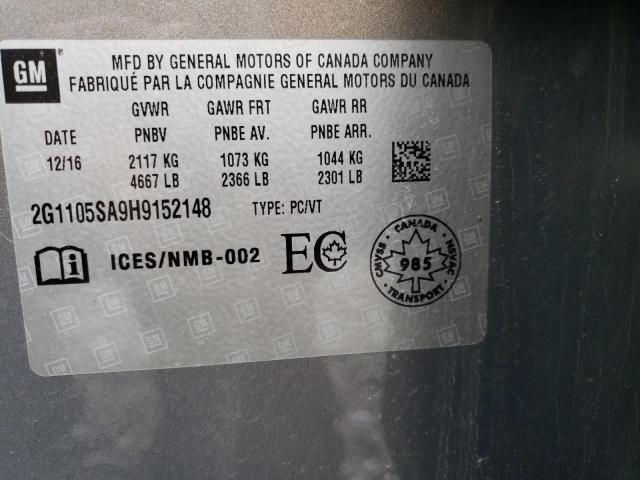 GM ®
MFD BY GENERAL MOTORS OF CANADA COMPANY
FABRIQUÉ PAR LA COMPAGNIE GENERAL MOTORS DU CANADA
GVWR GAWR FRT GAWR RR
DATE PNBV PNBE AV. PNBE ARR.
12/16 2117 KG 1073 KG 1044 KG
4667 LB 2366 LB 2301 LB
2G1105SA9H9152148 TYPE: PC/VT
ICES/NMB-002 EC
CANADA
CMVSS 985 NSVAC
TRANSPORT